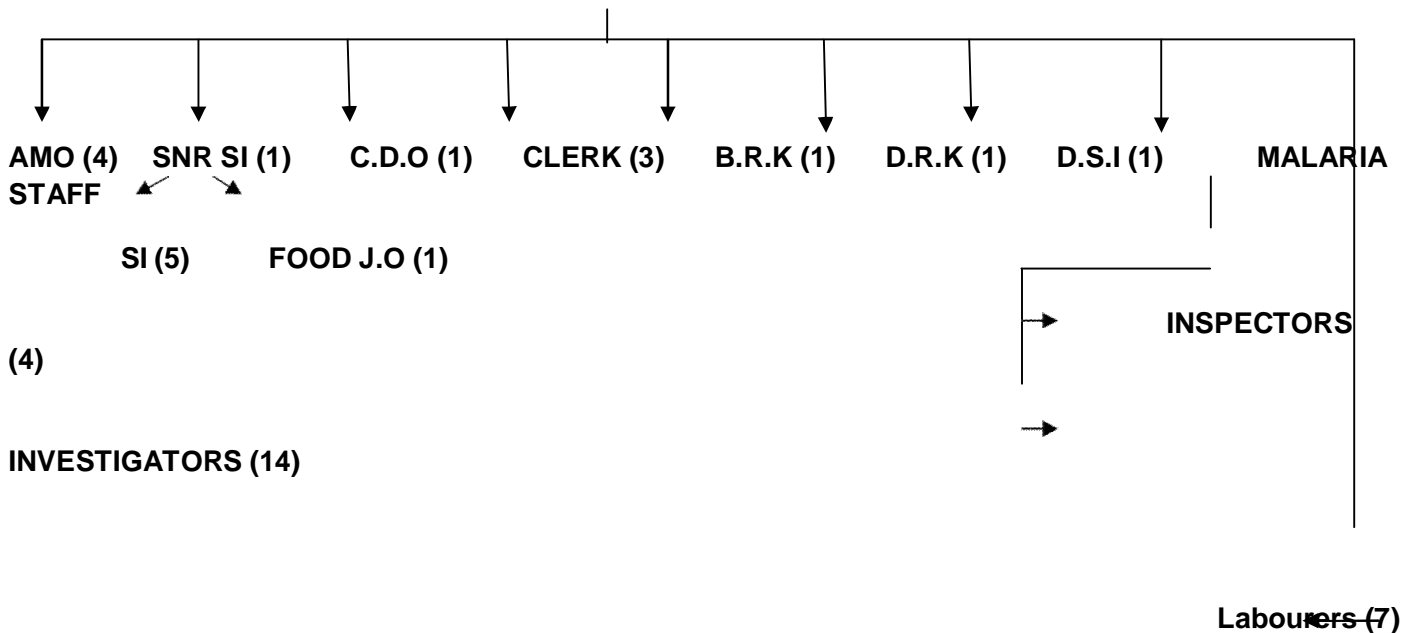 AMO (4) SNR SI (1) C.D.O (1) CLERK (3) B.R.K (1) D.R.K (1) D.S.I (1) MALARIA
STAFF
SI (5) FOOD J.O (1)
INSPECTORS
(4)
INVESTIGATORS (14)
Labourers (7)